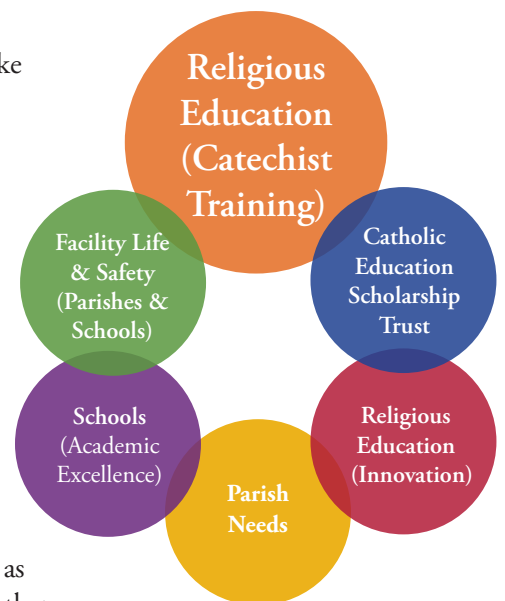 ke
Religious
Education
(Catechist
Training)
Facility Life
& Safety
(Parishes &
Schools)
Catholic
Education
Scholarship
Trust
Schools
(Academic
Excellence)
Religious
Education
(Innovation)
Parish
Needs
as